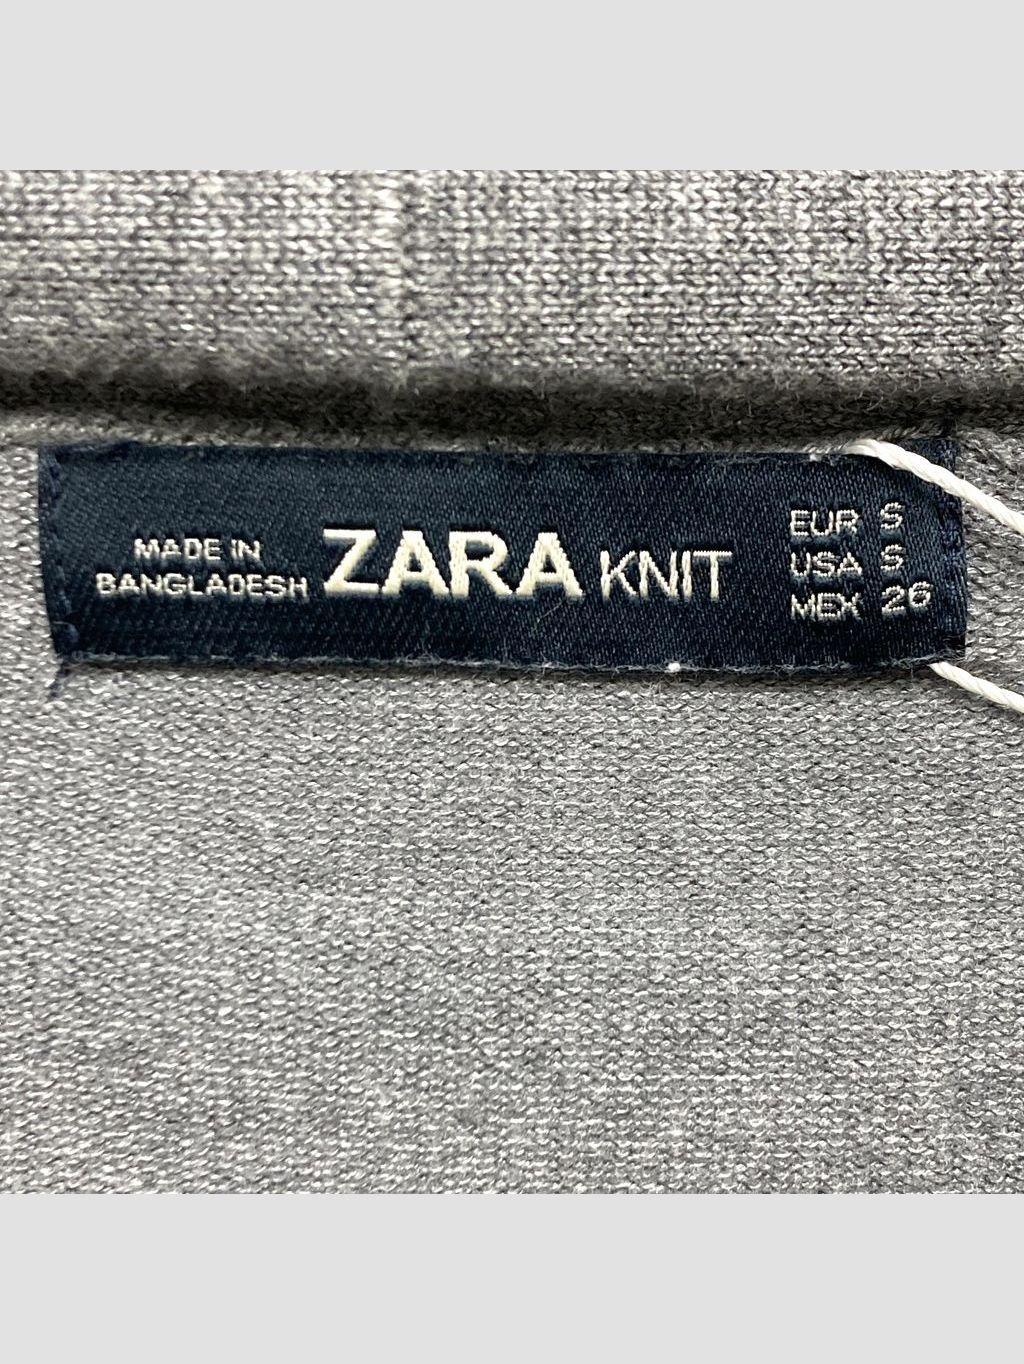 MADE IN
BANGLADESH
ZARA KNIT
EUR S
USA S
MEX 26